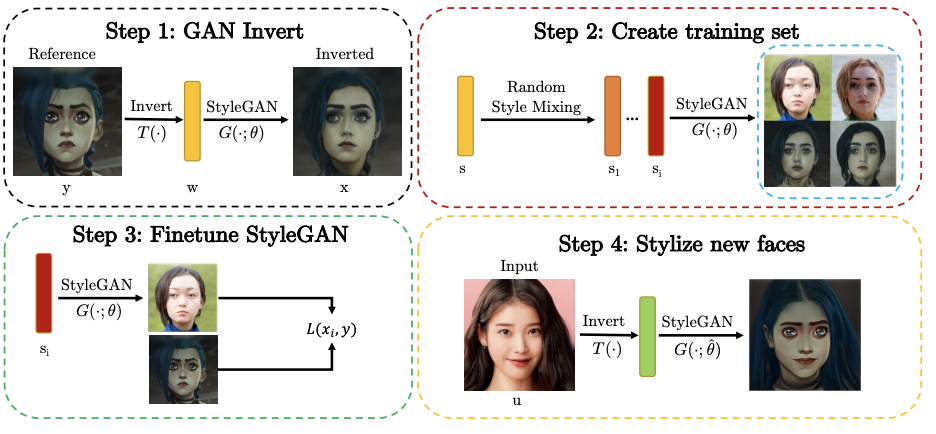 Step 1: GAN Invert
Reference
Inverted
Invert
T(·)
StyleGAN
G(·;θ)
y
w
x
Step 2: Create training set
Random
Style Mixing
StyleGAN
G(·;θ)
...
s
s₁
sᵢ
Step 3: Finetune StyleGAN
StyleGAN
G(·;θ)
L(xᵢ,y)
sᵢ
Step 4: Stylize new faces
Input
Invert
T(·)
StyleGAN
G(·;θ̂)
u